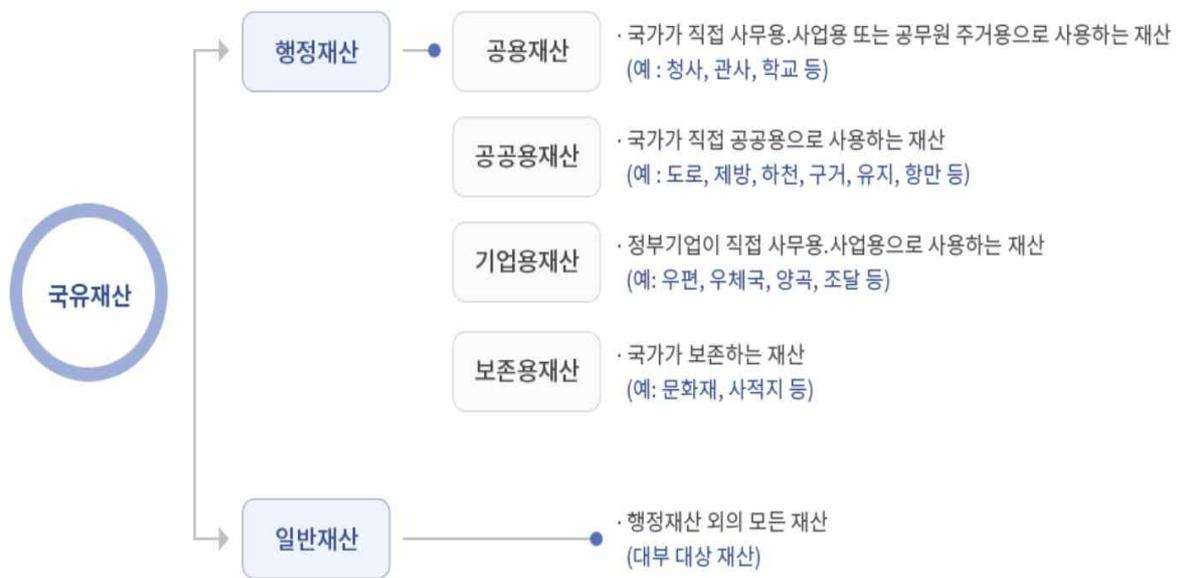 국유재산
행정재산
공용재산
· 국가가 직접 사무용.사업용 또는 공무원 주거용으로 사용하는 재산
(예 : 청사, 관사, 학교 등)
공공용재산
· 국가가 직접 공공용으로 사용하는 재산
(예 : 도로, 제방, 하천, 구거, 유지, 항만 등)
기업용재산
· 정부기업이 직접 사무용.사업용으로 사용하는 재산
(예: 우편, 우체국, 양곡, 조달 등)
보존용재산
· 국가가 보존하는 재산
(예: 문화재, 사적지 등)
일반재산
· 행정재산 외의 모든 재산
(대부 대상 재산)